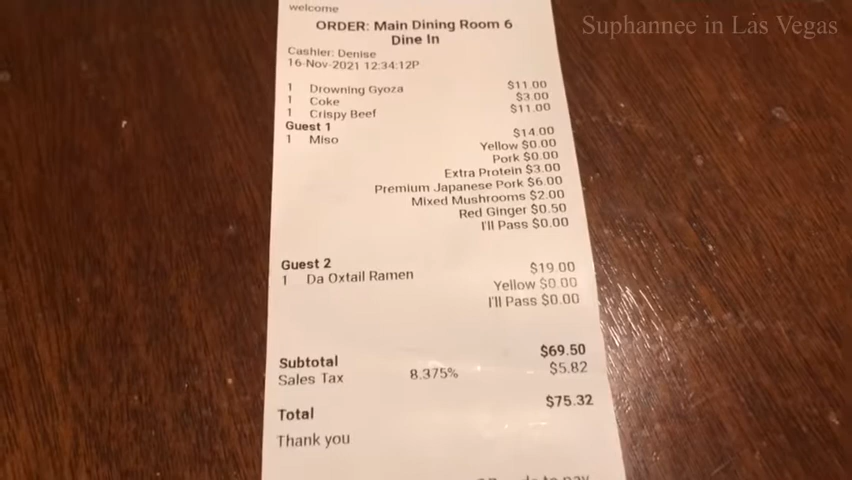 Suphannee in Las Vegas
welcome
ORDER: Main Dining Room 6
Dine In
Cashier: Denise
16-Nov-2021 12:34:12P
1 Drowning Gyoza $11.00
1 Coke $3.00
1 Crispy Beef $11.00
Guest 1
1 Miso $14.00
Yellow $0.00
Pork $0.00
Extra Protein $3.00
Premium Japanese Pork $6.00
Mixed Mushrooms $2.00
Red Ginger $0.50
I'll Pass $0.00
Guest 2
1 Da Oxtail Ramen $19.00
Yellow $0.00
I'll Pass $0.00
Subtotal $69.50
Sales Tax 8.375% $5.82
Total $75.32
Thank you
to pay